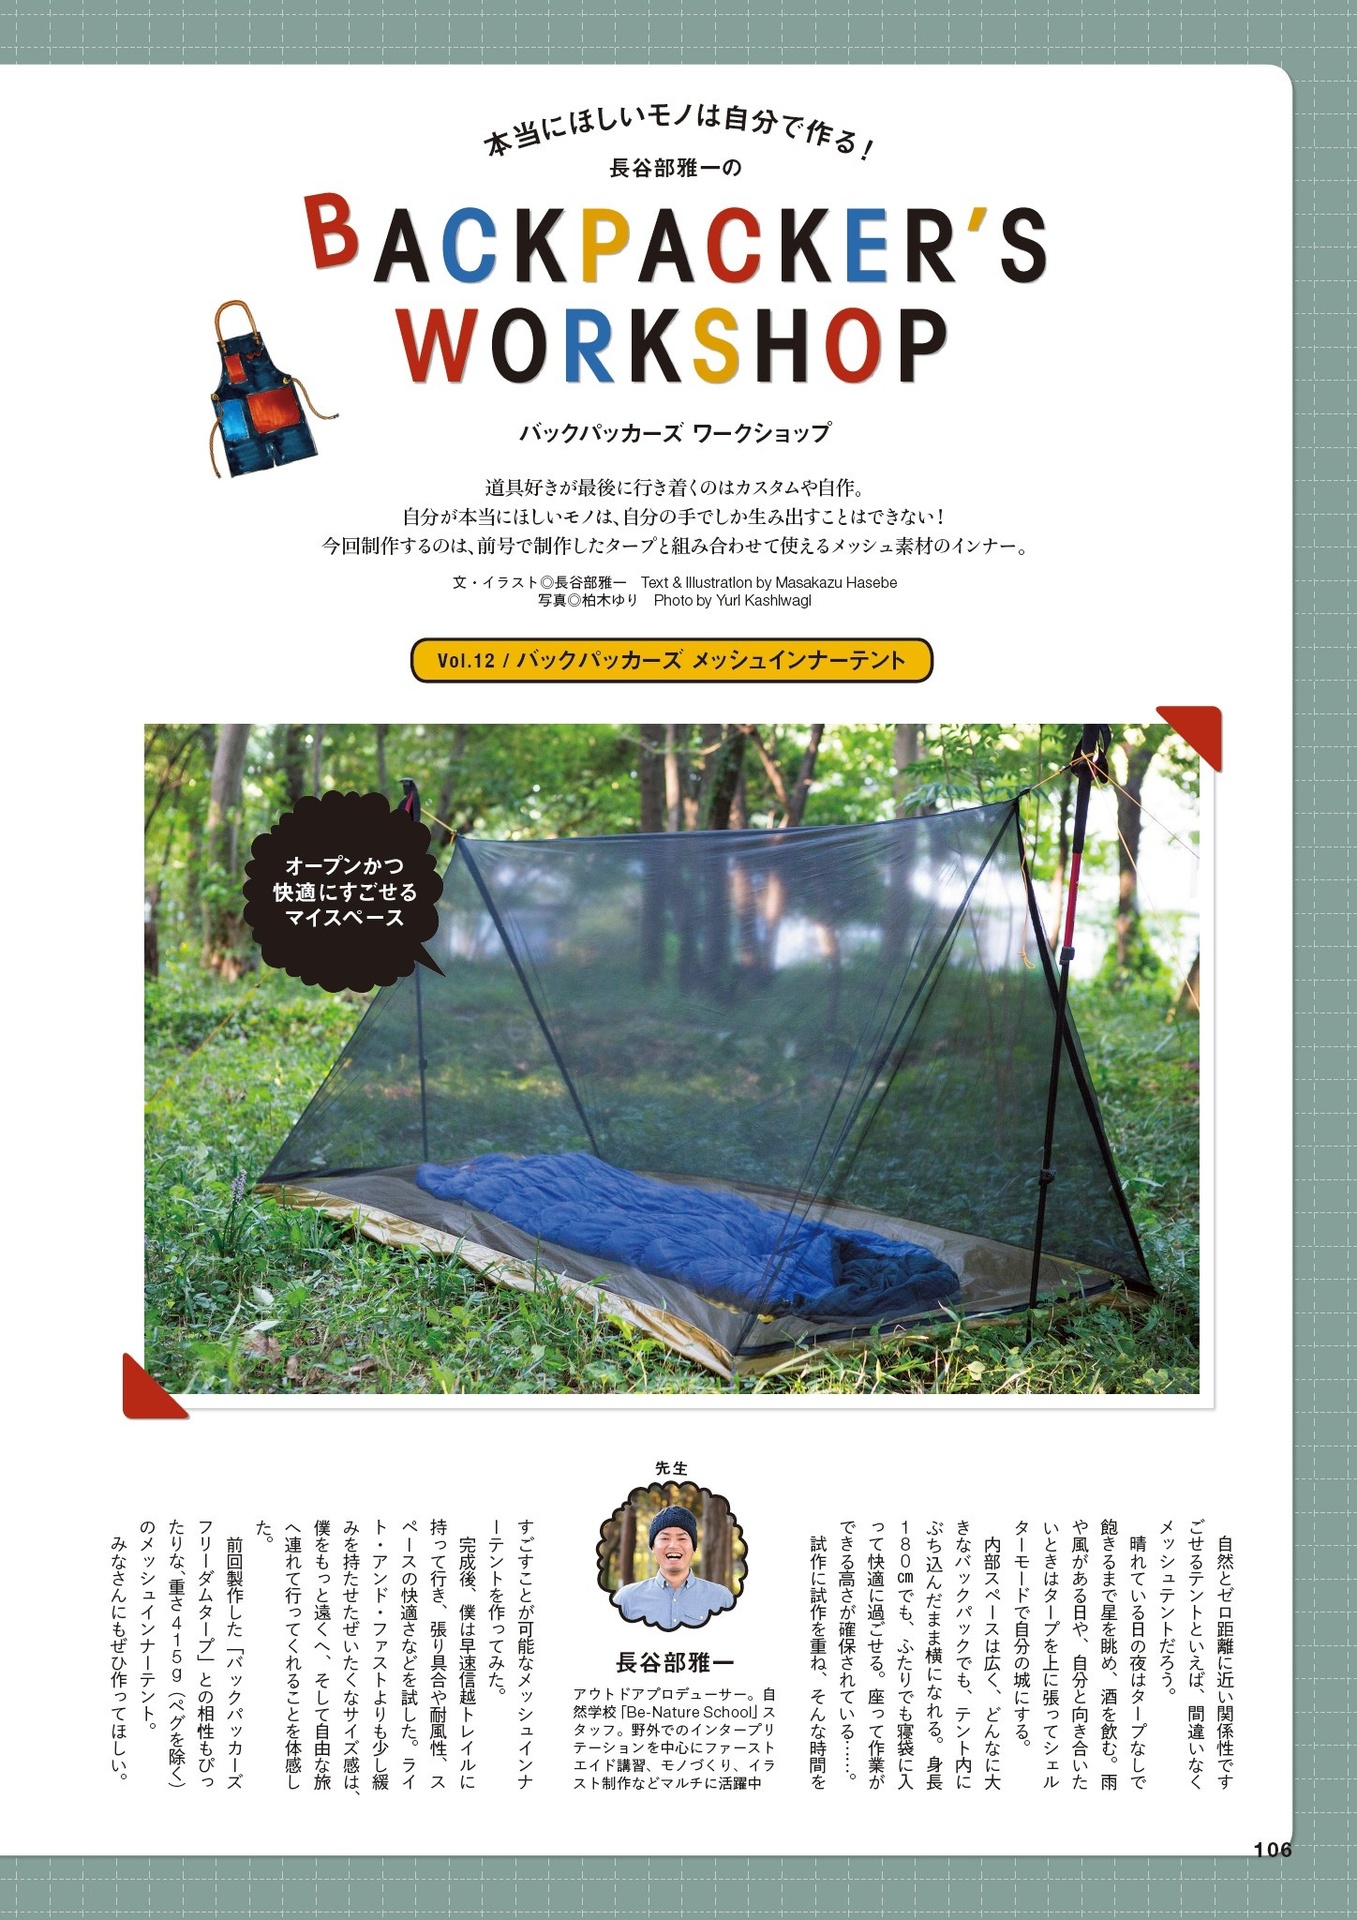 本当にほしいモノは自分で作る！
長谷部雅一の
BACKPACKER'S
WORKSHOP
バックパッカーズ ワークショップ
道具好きが最後に行き着くのはカスタムや自作。
自分が本当にほしいモノは、自分の手でしか生み出すことはできない！
今回制作するのは、前号で制作したタープと組み合わせて使えるメッシュ素材のインナー。
文・イラスト◎長谷部雅一　Text & Illustration by Masakazu Hasebe
写真◎柏木ゆり　Photo by Yuri Kashiwagi
Vol.12 / バックパッカーズ メッシュインナーテント
オープンかつ
快適にすごせる
マイスペース
自然とゼロ距離に近い関係性です
ごせるテントといえば、間違いなく
メッシュテントだろう。
晴れている日の夜はタープなしで
飽きるまで星を眺め、酒を飲む。雨
や風がある日や、自分と向き合いた
いときはタープを上に張ってシェル
ターモードで自分の城にする。
内部スペースは広く、どんなに大
きなバックパックでも、テント内に
ぶち込んだまま横になれる。身長
180㎝でも、ふたりでも寝袋に入
って快適に過ごせる。座って作業が
できる高さが確保されている……。
試作に試作を重ね、そんな時間を
先生
長谷部雅一
アウトドアプロデューサー。自
然学校「Be-Nature School」ス
タッフ。野外でのインタープリ
テーションを中心にファースト
エイド講習、モノづくり、イラ
スト制作などマルチに活躍中
すごすことが可能なメッシュインナ
ーテントを作ってみた。
完成後、僕は早速信越トレイルに
持って行き、張り具合や耐風性、ス
ペースの快適さなどを試した。ライ
ト・アンド・ファストよりも少し緩
みを持たせたぜいたくなサイズ感は、
僕をもっと遠くへ、そして自由な旅
へ連れて行ってくれることを体感し
た。
前回製作した「バックパッカーズ
フリーダムタープ」との相性もぴっ
たりな、重さ415g（ペグを除く）
のメッシュインナーテント。
みなさんにもぜひ作ってほしい。
106